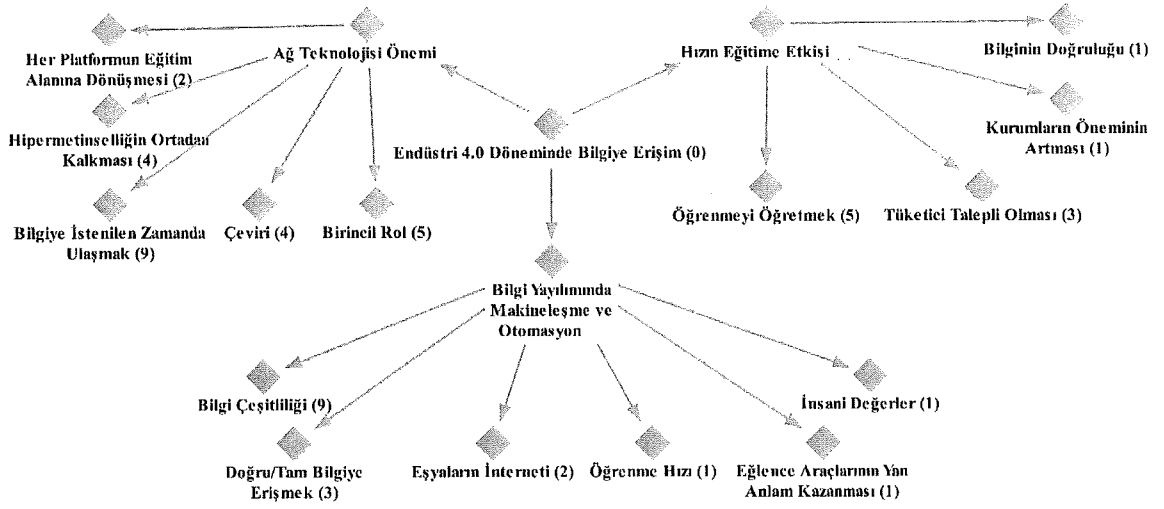 Her Platformun Eğitim
Alanına Dönüşmesi (2)
Ağ Teknolojisi Önemi
Hızın Eğitime Etkisi
Bilginin Doğruluğu (1)
Hipermetinselliğin Ortadan
Kalkması (4)
Endüstri 4.0 Döneminde Bilgiye Erişim (0)
Kurumların Öneminin
Artması (1)
Bilgiye İstenilen Zamanda
Ulaşmak (9)
Çeviri (4)
Birincil Rol (5)
Öğrenmeyi Öğretmek (5)
Tüketici Talepli Olması (3)
Bilgi Yayılımında
Makineleşme ve
Otomasyon
Bilgi Çeşitliliği (9)
İnsani Değerler (1)
Doğru/Tam Bilgiye
Erişmek (3)
Eşyaların İnterneti (2)
Öğrenme Hızı (1)
Eğlence Araçlarının Yan
Anlam Kazanması (1)